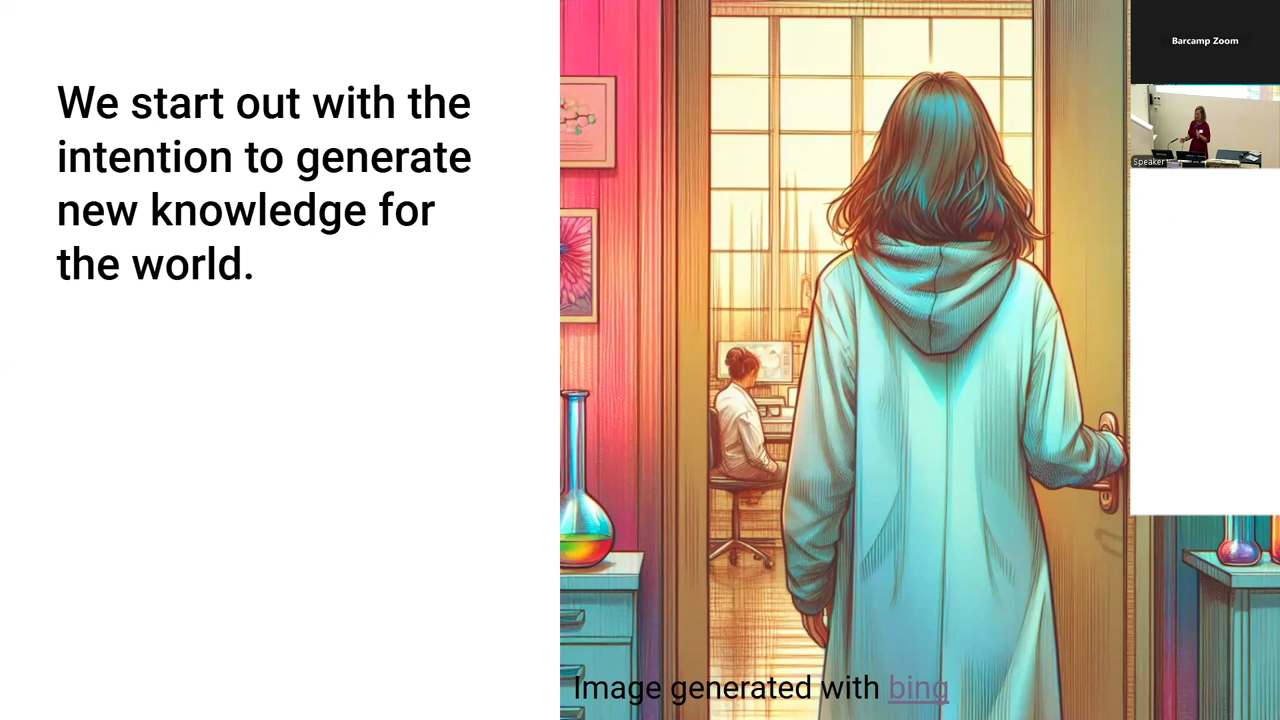 We start out with the
intention to generate
new knowledge for
the world.
Barcamp Zoom
Speaker
Image generated with bing